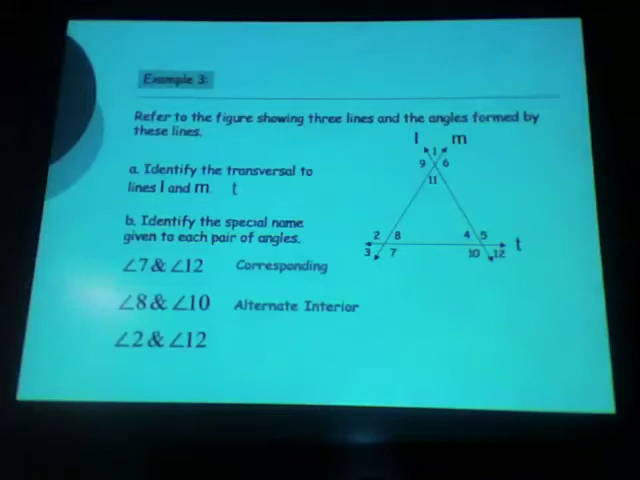 Example 3:
Refer to the figure showing three lines and the angles formed by
these lines.
a. Identify the transversal to
lines l and m. t
b. Identify the special name
given to each pair of angles.
∠7 & ∠12 Corresponding
∠8 & ∠10 Alternate Interior
∠2 & ∠12
l m
1
9 6
11
2 8 4 5
t
3 7 10 12